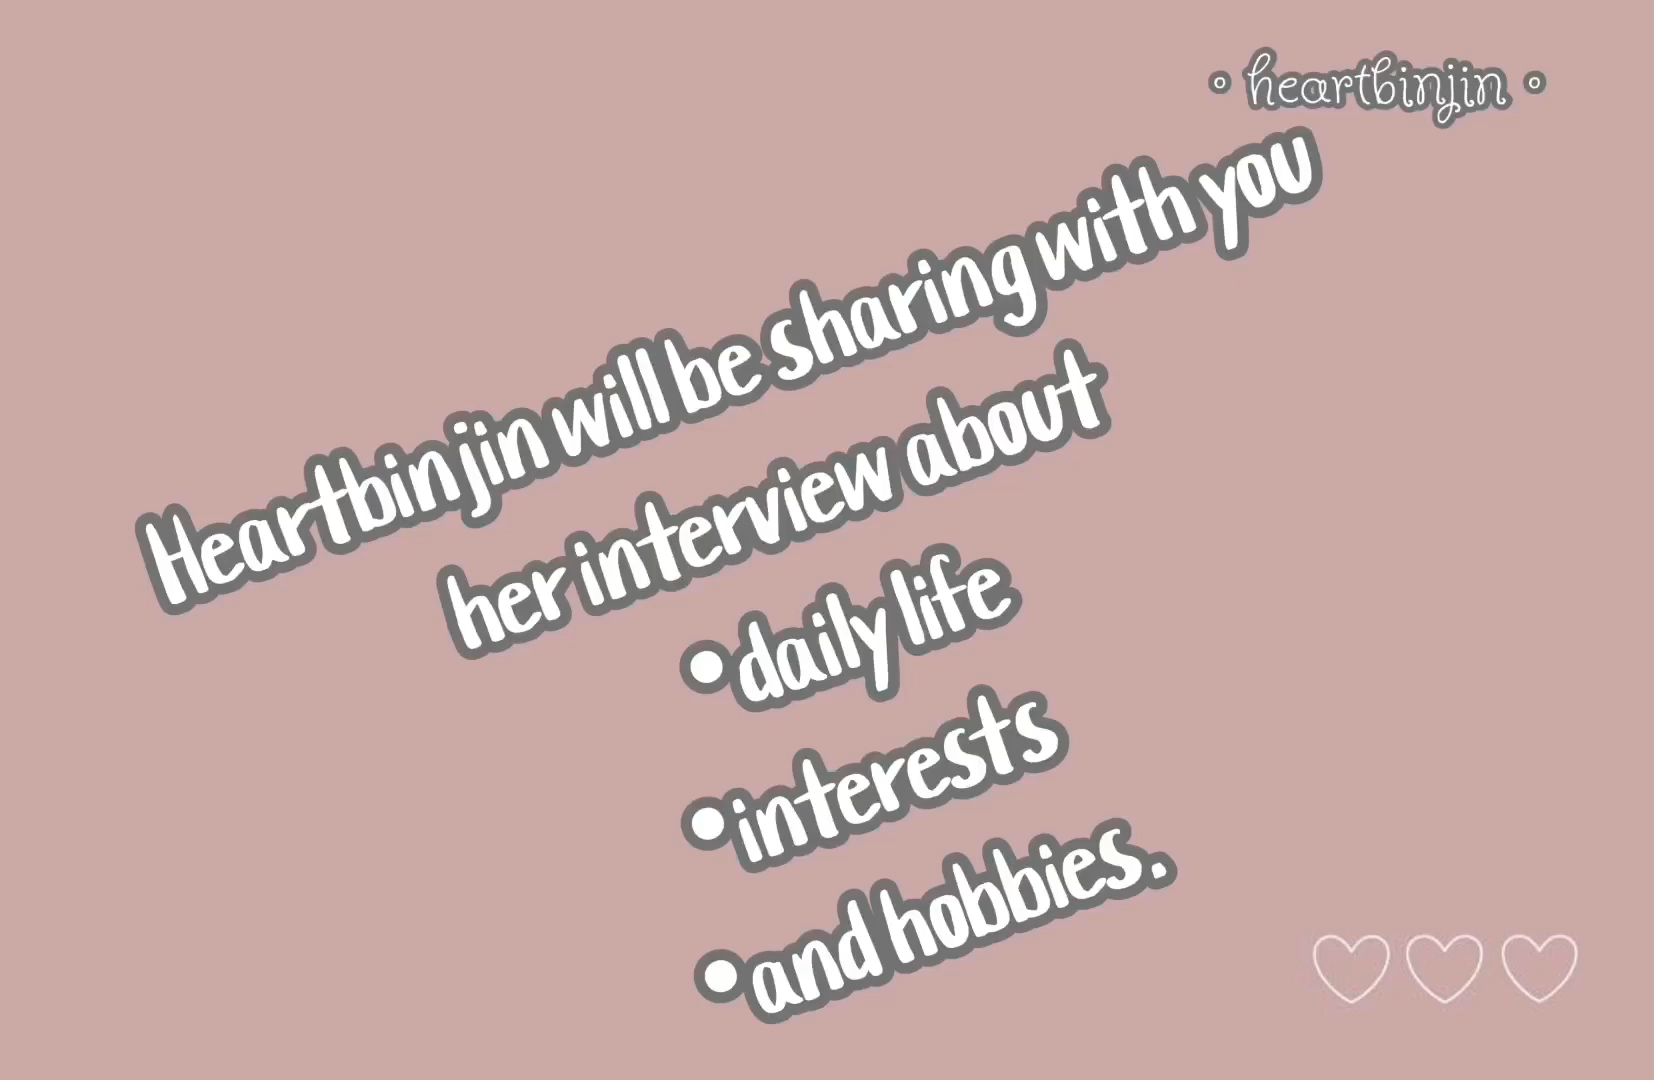 ◦ heartbinjin ◦
Heartbinjin will be sharing with you
her interview about
•daily life
•interests
•and hobbies.